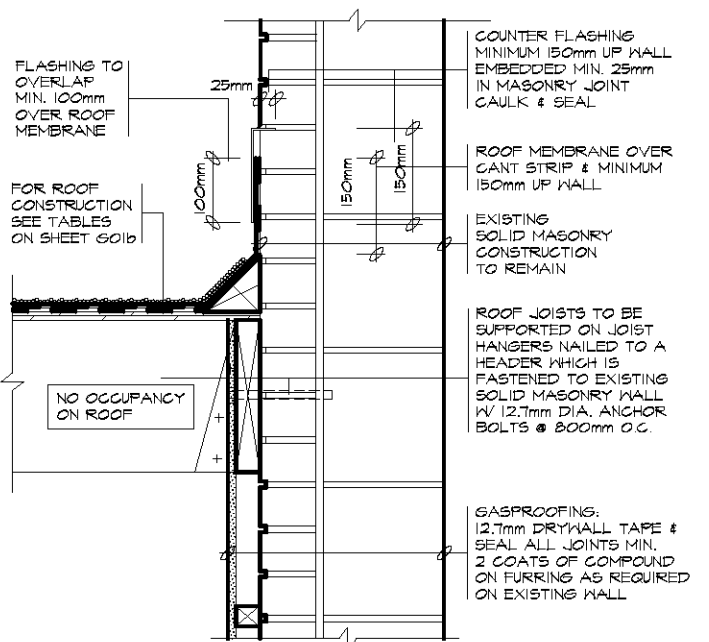 FLASHING TO
OVERLAP
MIN. 100mm
OVER ROOF
MEMBRANE
FOR ROOF
CONSTRUCTION
SEE TABLES
ON SHEET G01b
NO OCCUPANCY
ON ROOF
25mm
100mm
150mm
150mm
COUNTER FLASHING
MINIMUM 150mm UP WALL
EMBEDDED MIN. 25mm
IN MASONRY JOINT
CAULK & SEAL
ROOF MEMBRANE OVER
CANT STRIP & MINIMUM
150mm UP WALL
EXISTING
SOLID MASONRY
CONSTRUCTION
TO REMAIN
ROOF JOISTS TO BE
SUPPORTED ON JOIST
HANGERS NAILED TO A
HEADER WHICH IS
FASTENED TO EXISTING
SOLID MASONRY WALL
W/ 12.7mm DIA. ANCHOR
BOLTS @ 800mm O.C.
GASPROOFING:
12.7mm DRYWALL TAPE &
SEAL ALL JOINTS MIN.
2 COATS OF COMPOUND
ON FURRING AS REQUIRED
ON EXISTING WALL